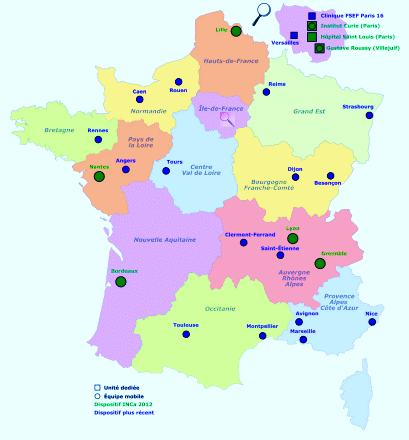 Clinique FSEF Paris 16
Institut Curie (Paris)
Hôpital Saint Louis (Paris)
Gustave Roussy (Villejuif)
Versailles
Lille
Hauts-de-France
Rouen
Caen
Normandie
Reims
Île-de-France
Grand Est
Strasbourg
Bretagne
Rennes
Pays de
la Loire
Nantes
Angers
Tours
Centre
Val de Loire
Dijon
Besançon
Bourgogne
Franche-Comté
Nouvelle Aquitaine
Clermont-Ferrand
Lyon
Saint-Étienne
Grenoble
Auvergne
Rhônes
Alpes
Bordeaux
Provence
Alpes
Côte d'Azur
Occitanie
Toulouse
Montpellier
Avignon
Marseille
Nice
Unité dediée
Équipe mobile
Dispositif INCa 2012
Dispositif plus récent